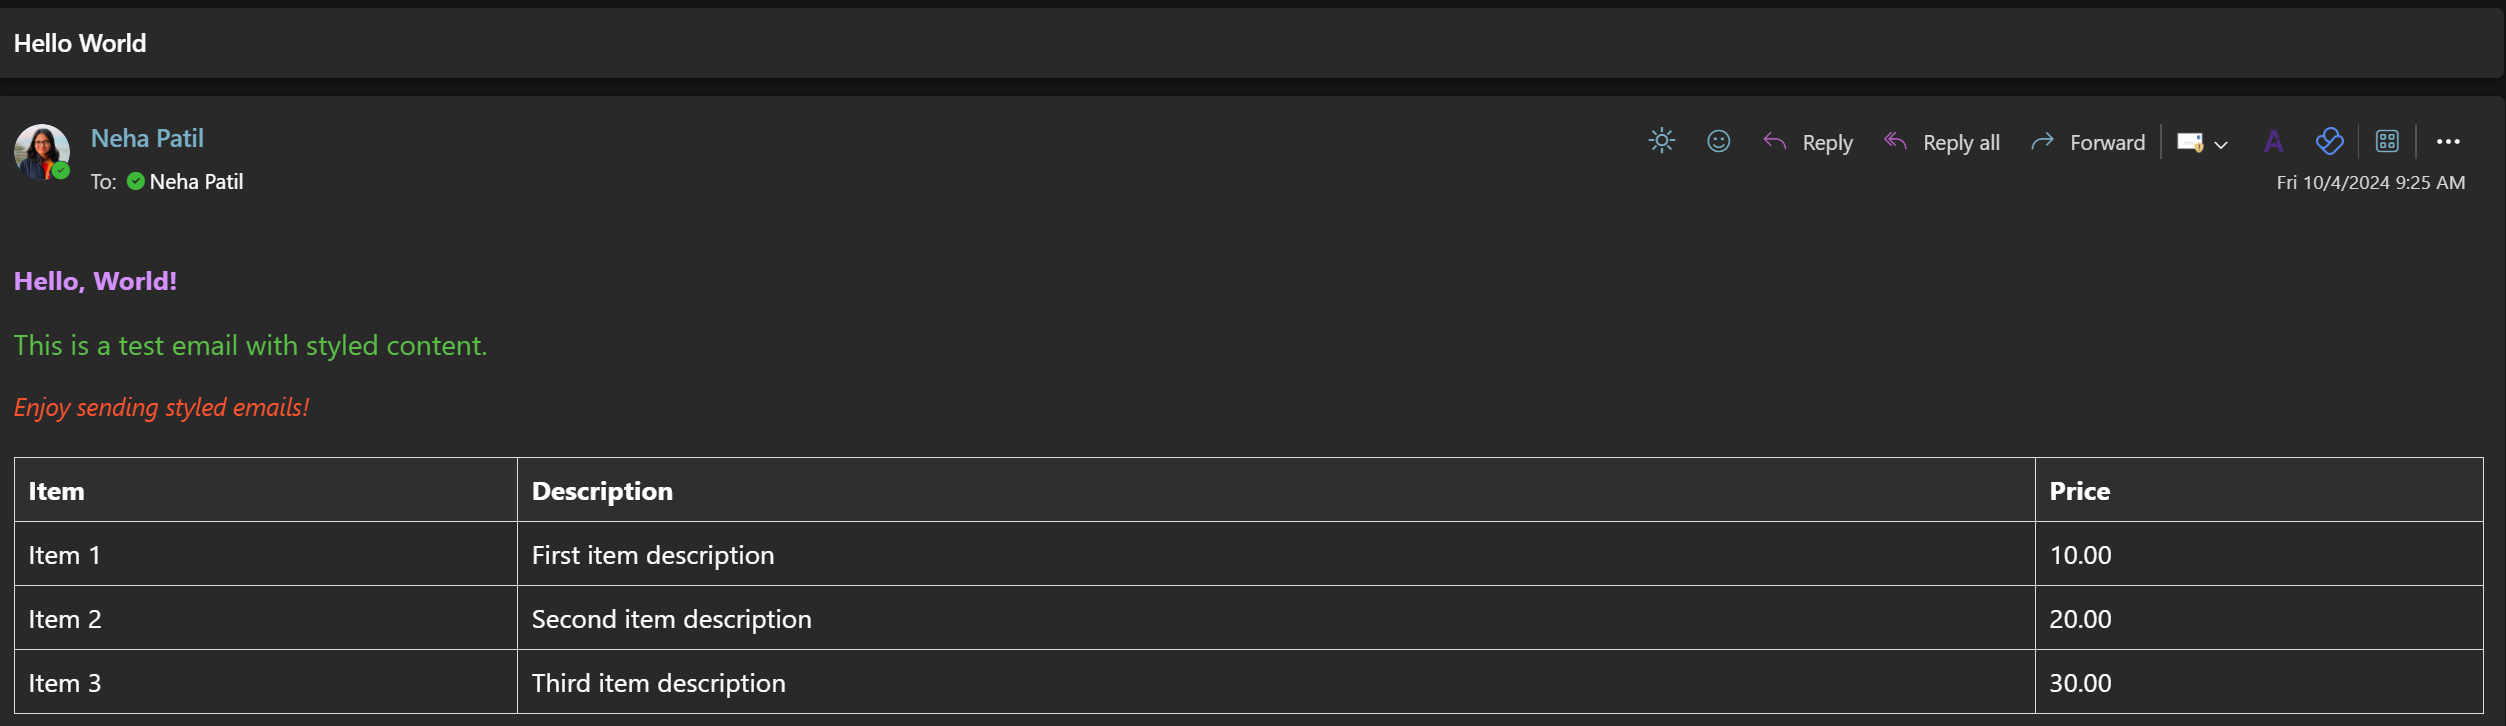 Hello World
Neha Patil
Reply Reply all Forward
To: Neha Patil
Fri 10/4/2024 9:25 AM
Hello, World!
This is a test email with styled content.
Enjoy sending styled emails!
Item Description Price
Item 1 First item description 10.00
Item 2 Second item description 20.00
Item 3 Third item description 30.00